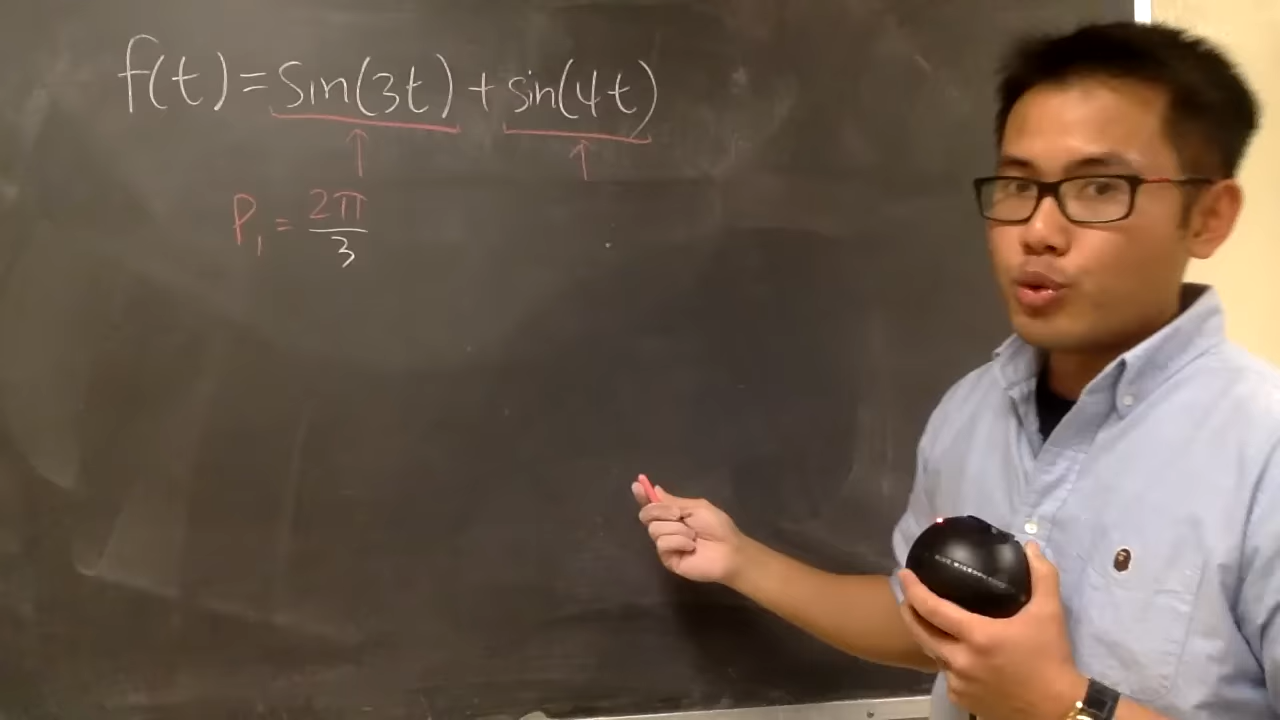 f(t) = Sin(3t) + sin(4t)
P₁ = 2π/3